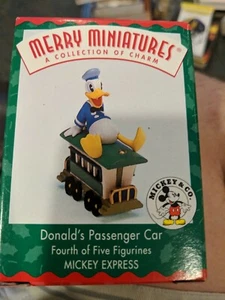 MERRY MINIATURES®
A COLLECTION OF CHARM
MICKEY & CO.
Donald's Passenger Car
Fourth of Five Figurines
MICKEY EXPRESS